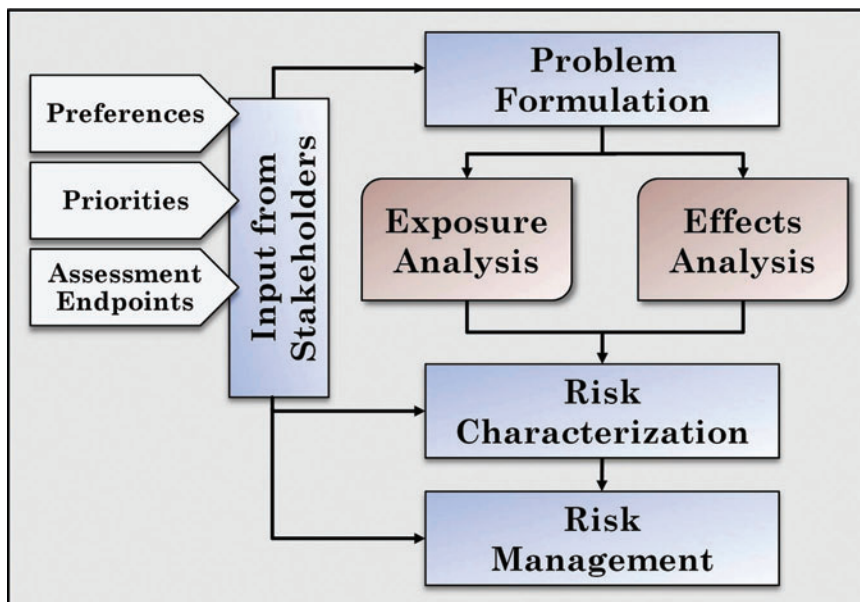 Preferences
Priorities
Assessment
Endpoints
Input from
Stakeholders
Problem
Formulation
Exposure
Analysis
Effects
Analysis
Risk
Characterization
Risk
Management